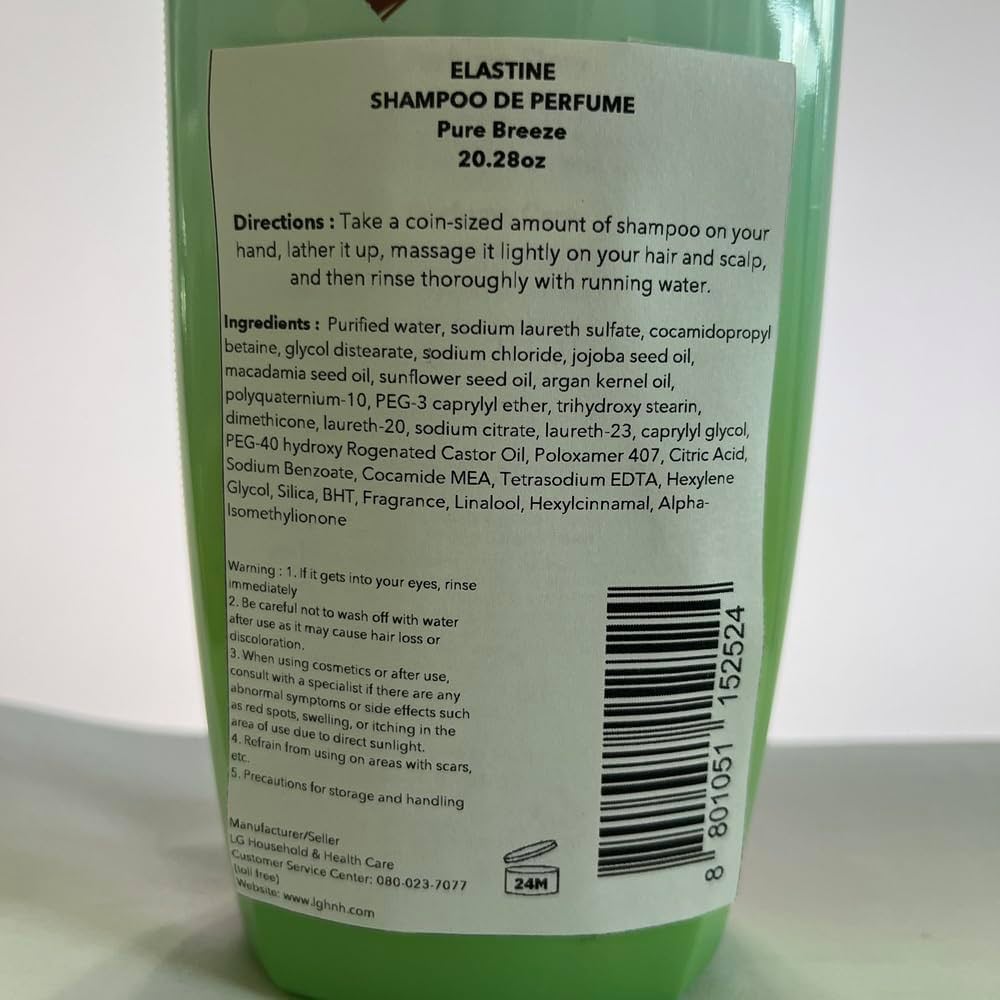 ELASTINE
SHAMPOO DE PERFUME
Pure Breeze
20.28oz
Directions : Take a coin-sized amount of shampoo on your
hand, lather it up, massage it lightly on your hair and scalp,
and then rinse thoroughly with running water.
Ingredients : Purified water, sodium laureth sulfate, cocamidopropyl
betaine, glycol distearate, sodium chloride, jojoba seed oil,
macadamia seed oil, sunflower seed oil, argan kernel oil,
polyquaternium-10, PEG-3 caprylyl ether, trihydroxy stearin,
dimethicone, laureth-20, sodium citrate, laureth-23, caprylyl glycol,
PEG-40 hydroxy Rogenated Castor Oil, Poloxamer 407, Citric Acid,
Sodium Benzoate, Cocamide MEA, Tetrasodium EDTA, Hexylene
Glycol, Silica, BHT, Fragrance, Linalool, Hexylcinnamal, Alpha-
Isomethylionone
Warning : 1. If it gets into your eyes, rinse
immediately
2. Be careful not to wash off with water
after use as it may cause hair loss or
discoloration.
3. When using cosmetics or after use,
consult with a specialist if there are any
abnormal symptoms or side effects such
as red spots, swelling, or itching in the
area of use due to direct sunlight.
4. Refrain from using on areas with scars,
etc.
5. Precautions for storage and handling
Manufacturer/Seller
LG Household & Health Care
Customer Service Center: 080-023-7077
(toll free)
Website: www.lghnh.com
24M
8 801051 152524